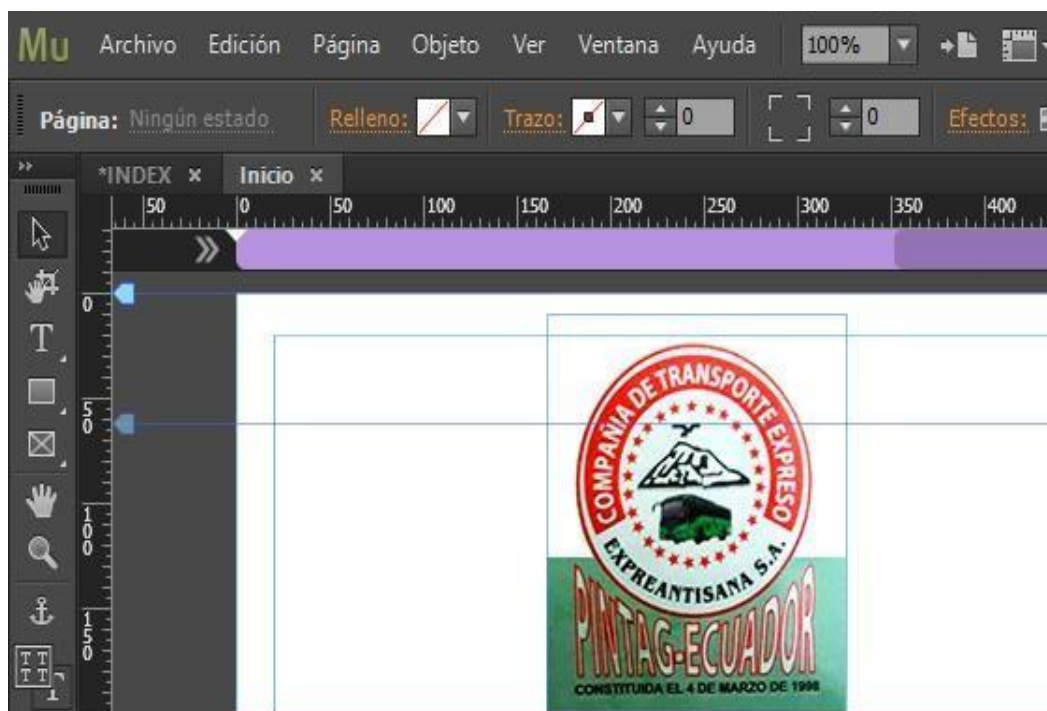 Mu Archivo Edición Página Objeto Ver Ventana Ayuda 100%
Página: Ningún estado Relleno: Trazo: 0 0 Efectos:
*INDEX × Inicio ×
50 0 50 100 150 200 250 300 350 400
0
50
100
150
T
COMPAÑIA DE TRANSPORTE EXPRESO
EXPREANTISANA S.A.
PINTAG-ECUADOR
CONSTITUIDA EL 4 DE MARZO DE 1998